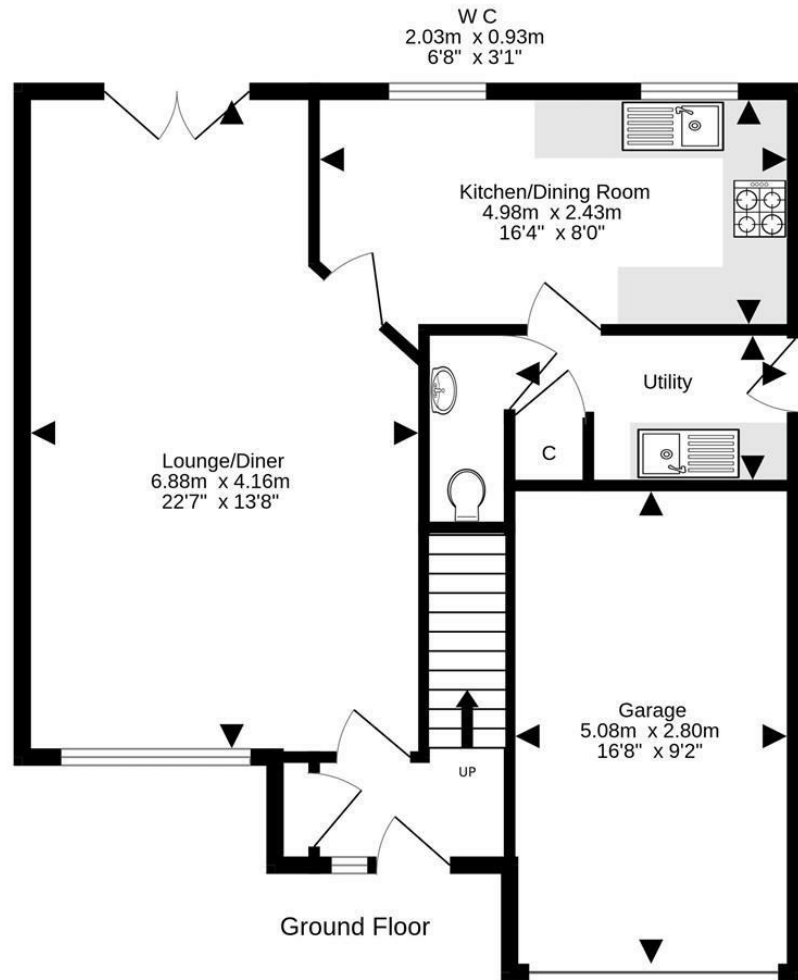 W C
2.03m x 0.93m
6'8" x 3'1"
Kitchen/Dining Room
4.98m x 2.43m
16'4" x 8'0"
Utility
C
Lounge/Diner
6.88m x 4.16m
22'7" x 13'8"
Garage
5.08m x 2.80m
16'8" x 9'2"
UP
Ground Floor